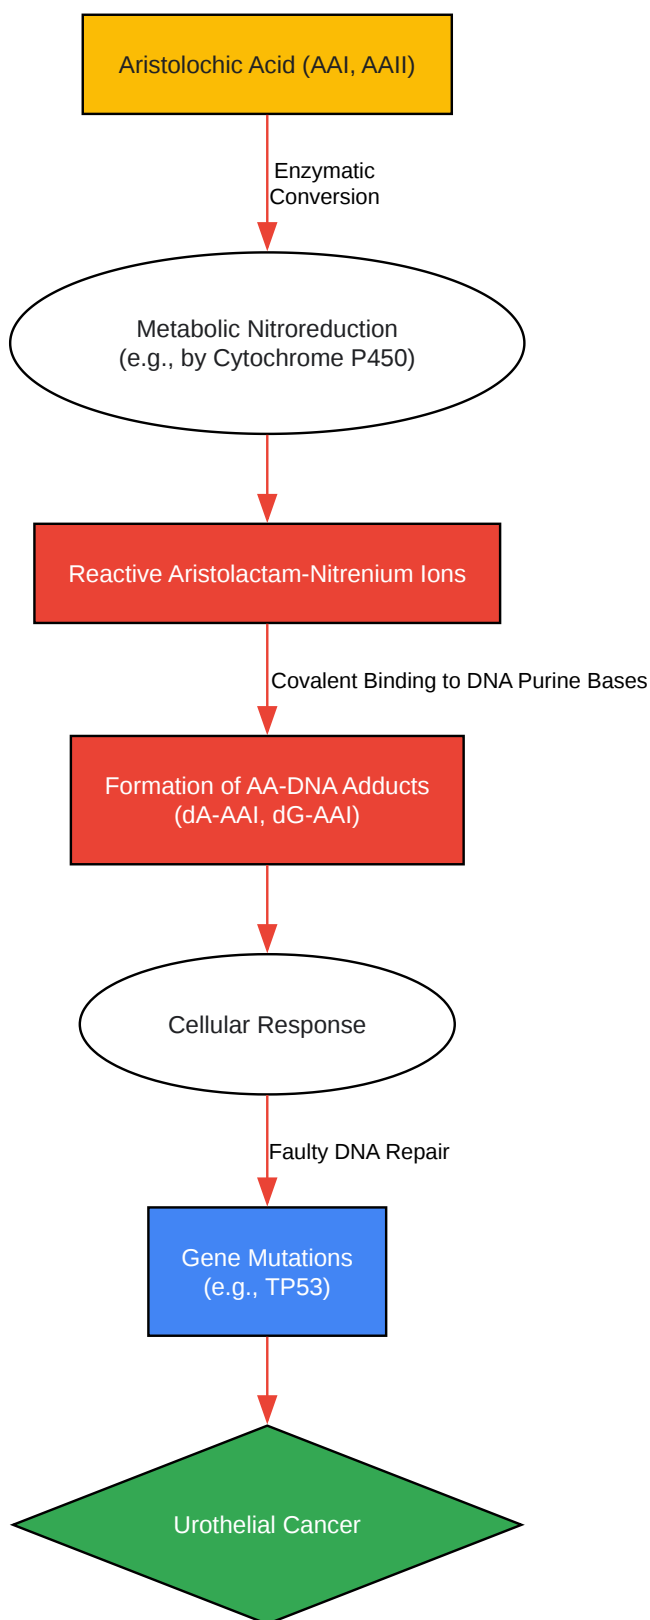 Aristolochic Acid (AAI, AAII)
Enzymatic
Conversion
Metabolic Nitroreduction
(e.g., by Cytochrome P450)
Reactive Aristolactam-Nitrenium Ions
Covalent Binding to DNA Purine Bases
Formation of AA-DNA Adducts
(dA-AAI, dG-AAI)
Cellular Response
Faulty DNA Repair
Gene Mutations
(e.g., TP53)
Urothelial Cancer